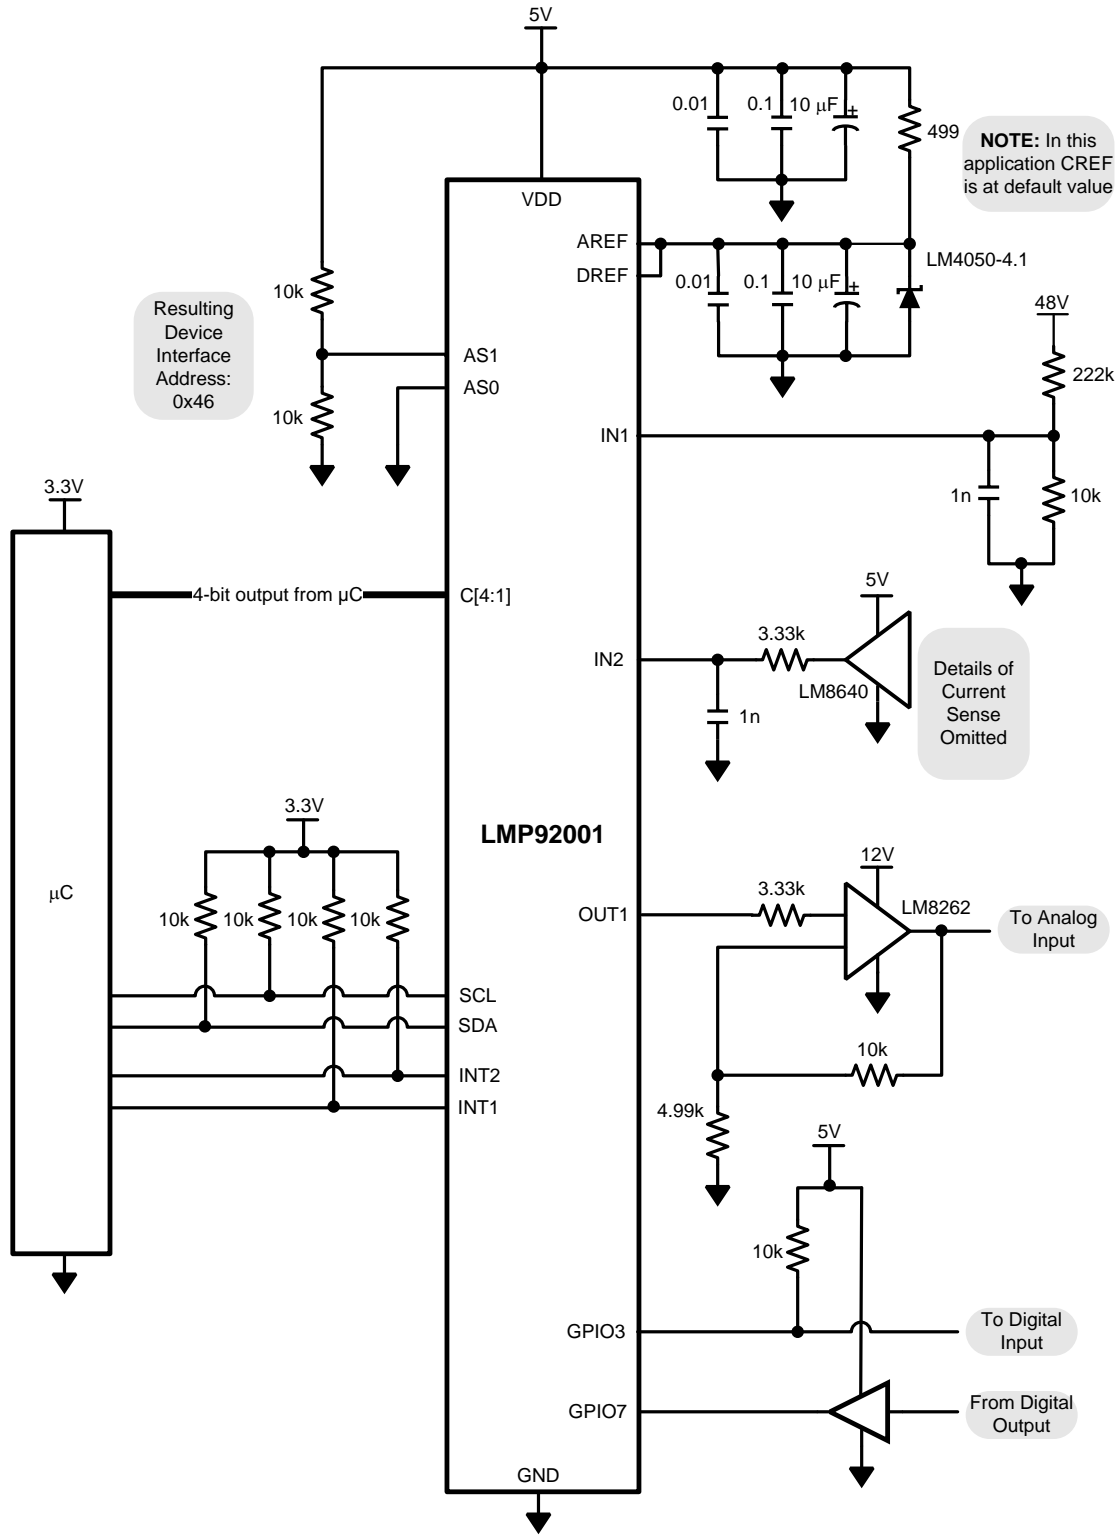 5V
0.01
0.1
10 μF
+
499
NOTE: In this
application CREF
is at default value
VDD
AREF
DREF
0.01
0.1
10 μF
+
LM4050-4.1
10k
Resulting
Device
Interface
Address:
0x46
AS1
AS0
10k
48V
222k
IN1
1n
10k
3.3V
4-bit output from µC
C[4:1]
5V
3.33k
IN2
LM8640
1n
Details of
Current
Sense
Omitted
3.3V
LMP92001
μC
10k
10k
10k
10k
12V
3.33k
OUT1
LM8262
To Analog
Input
SCL
SDA
INT2
INT1
10k
4.99k
5V
10k
GPIO3
To Digital
Input
GPIO7
From Digital
Output
GND